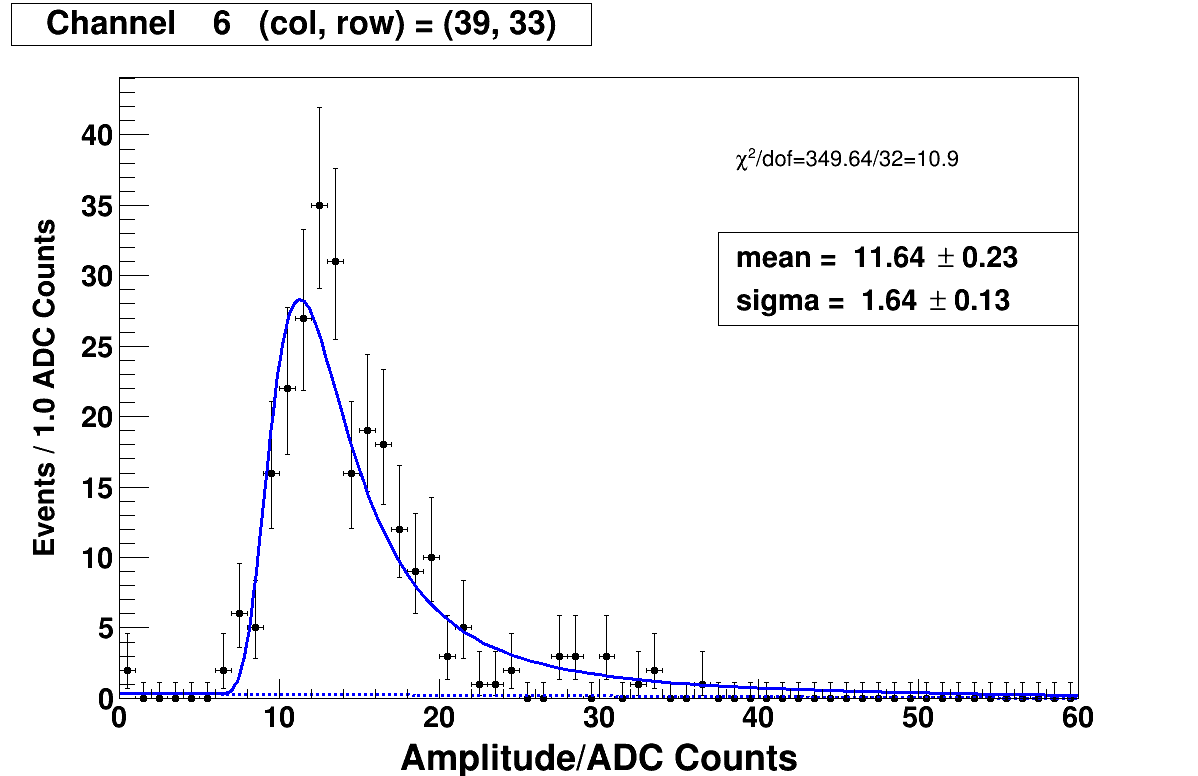 Channel 6 (col, row) = (39, 33)
χ²/dof=349.64/32=10.9
mean = 11.64 ± 0.23
sigma = 1.64 ± 0.13
Events / 1.0 ADC Counts
40
35
30
25
20
15
10
5
0
0 10 20 30 40 50 60
Amplitude/ADC Counts